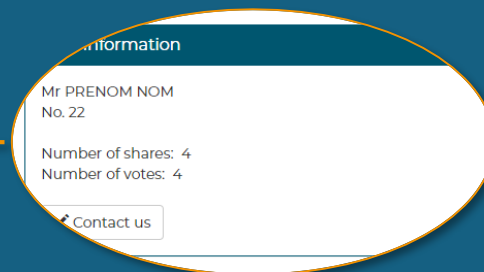 Information
Mr PRENOM NOM
No. 22
Number of shares: 4
Number of votes: 4
Contact us